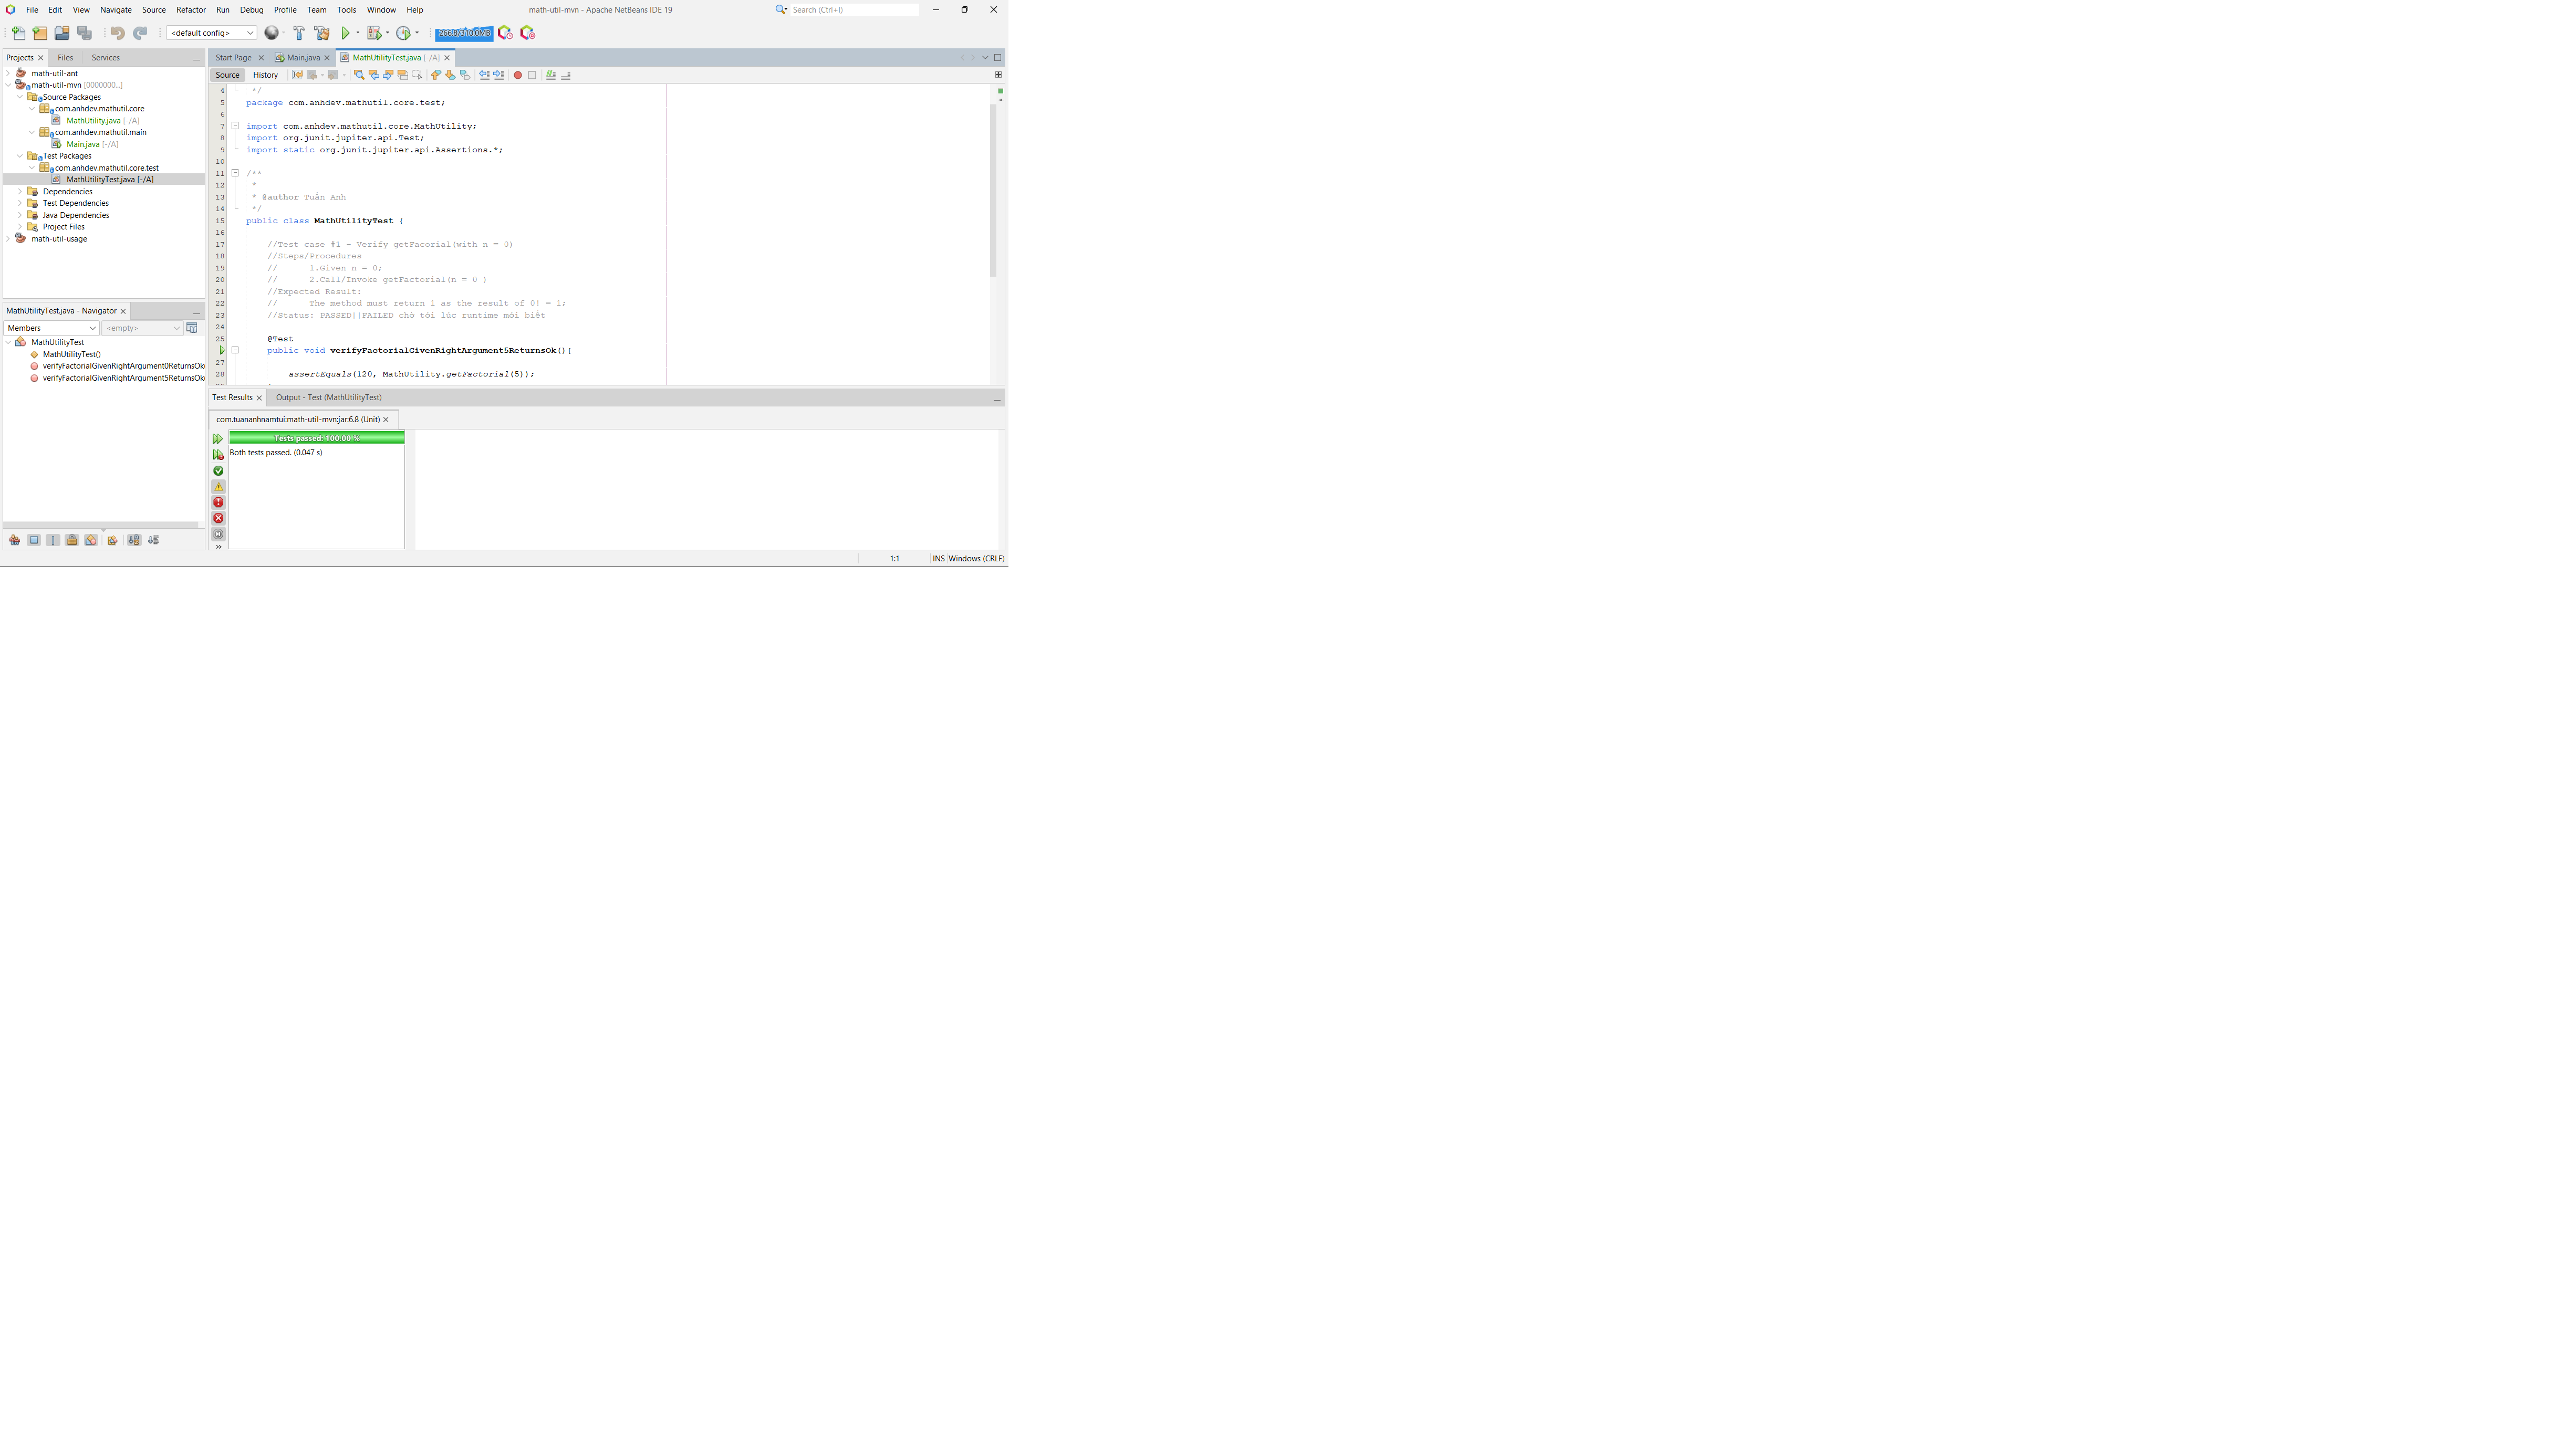 File Edit View Navigate Source Refactor Run Debug Profile Team Tools Window Help
math-util-mvn - Apache NetBeans IDE 19
Search (Ctrl+I)
<default config>
Projects Files Services
math-util-ant
math-util-mvn [0000000...]
Source Packages
com.anhdev.mathutil.core
MathUtility.java [-/A]
com.anhdev.mathutil.main
Main.java [-/A]
Test Packages
com.anhdev.mathutil.core.test
MathUtilityTest.java [-/A]
Dependencies
Test Dependencies
Java Dependencies
Project Files
math-util-usage
MathUtilityTest.java - Navigator
Members <empty>
MathUtilityTest
MathUtilityTest()
verifyFactorialGivenRightArgument0ReturnsOk
verifyFactorialGivenRightArgument5ReturnsOk
Start Page Main.java MathUtilityTest.java [-/A]
Source History
4 */
5 package com.anhdev.mathutil.core.test;
6
7 import com.anhdev.mathutil.core.MathUtility;
8 import org.junit.jupiter.api.Test;
9 import static org.junit.jupiter.api.Assertions.*;
10
11 /**
12 *
13 * @author Tuấn Anh
14 */
15 public class MathUtilityTest {
16
17 //Test case #1 - Verify getFacorial(with n = 0)
18 //Steps/Procedures
19 // 1.Given n = 0;
20 // 2.Call/Invoke getFactorial(n = 0 )
21 //Expected Result:
22 // The method must return 1 as the result of 0! = 1;
23 //Status: PASSED||FAILED chờ tới lúc runtime mới biết
24
25 @Test
public void verifyFactorialGivenRightArgument5ReturnsOk(){
27
28 assertEquals(120, MathUtility.getFactorial(5));
Test Results Output - Test (MathUtilityTest)
com.tuananhnamtui:math-util-mvn:jar:6.8 (Unit)
Tests passed: 100.00 %
Both tests passed. (0.047 s)
1:1 INS Windows (CRLF)